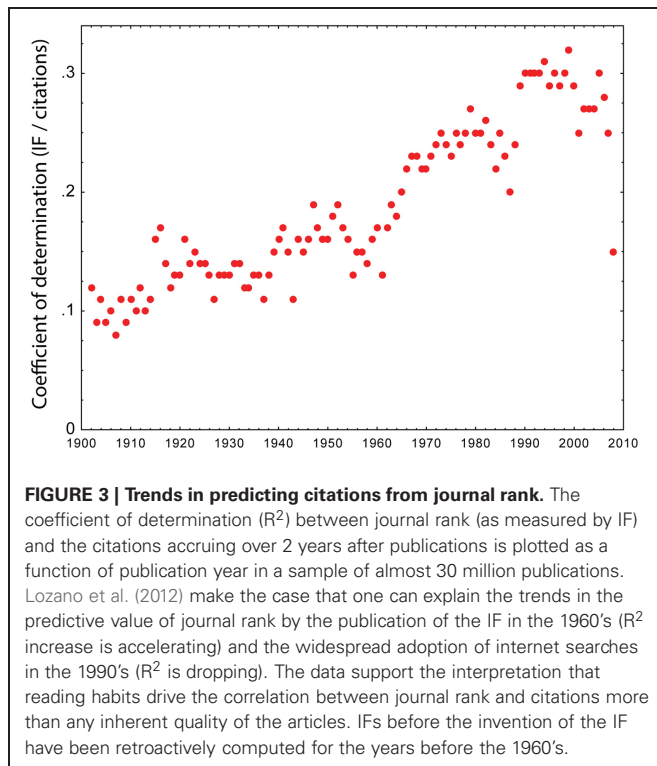 Coefficient of determination (IF / citations)
.3
.2
.1
0
1900 1910 1920 1930 1940 1950 1960 1970 1980 1990 2000 2010
FIGURE 3 | Trends in predicting citations from journal rank. The
coefficient of determination (R²) between journal rank (as measured by IF)
and the citations accruing over 2 years after publications is plotted as a
function of publication year in a sample of almost 30 million publications.
Lozano et al. (2012) make the case that one can explain the trends in the
predictive value of journal rank by the publication of the IF in the 1960's (R²
increase is accelerating) and the widespread adoption of internet searches
in the 1990's (R² is dropping). The data support the interpretation that
reading habits drive the correlation between journal rank and citations more
than any inherent quality of the articles. IFs before the invention of the IF
have been retroactively computed for the years before the 1960's.